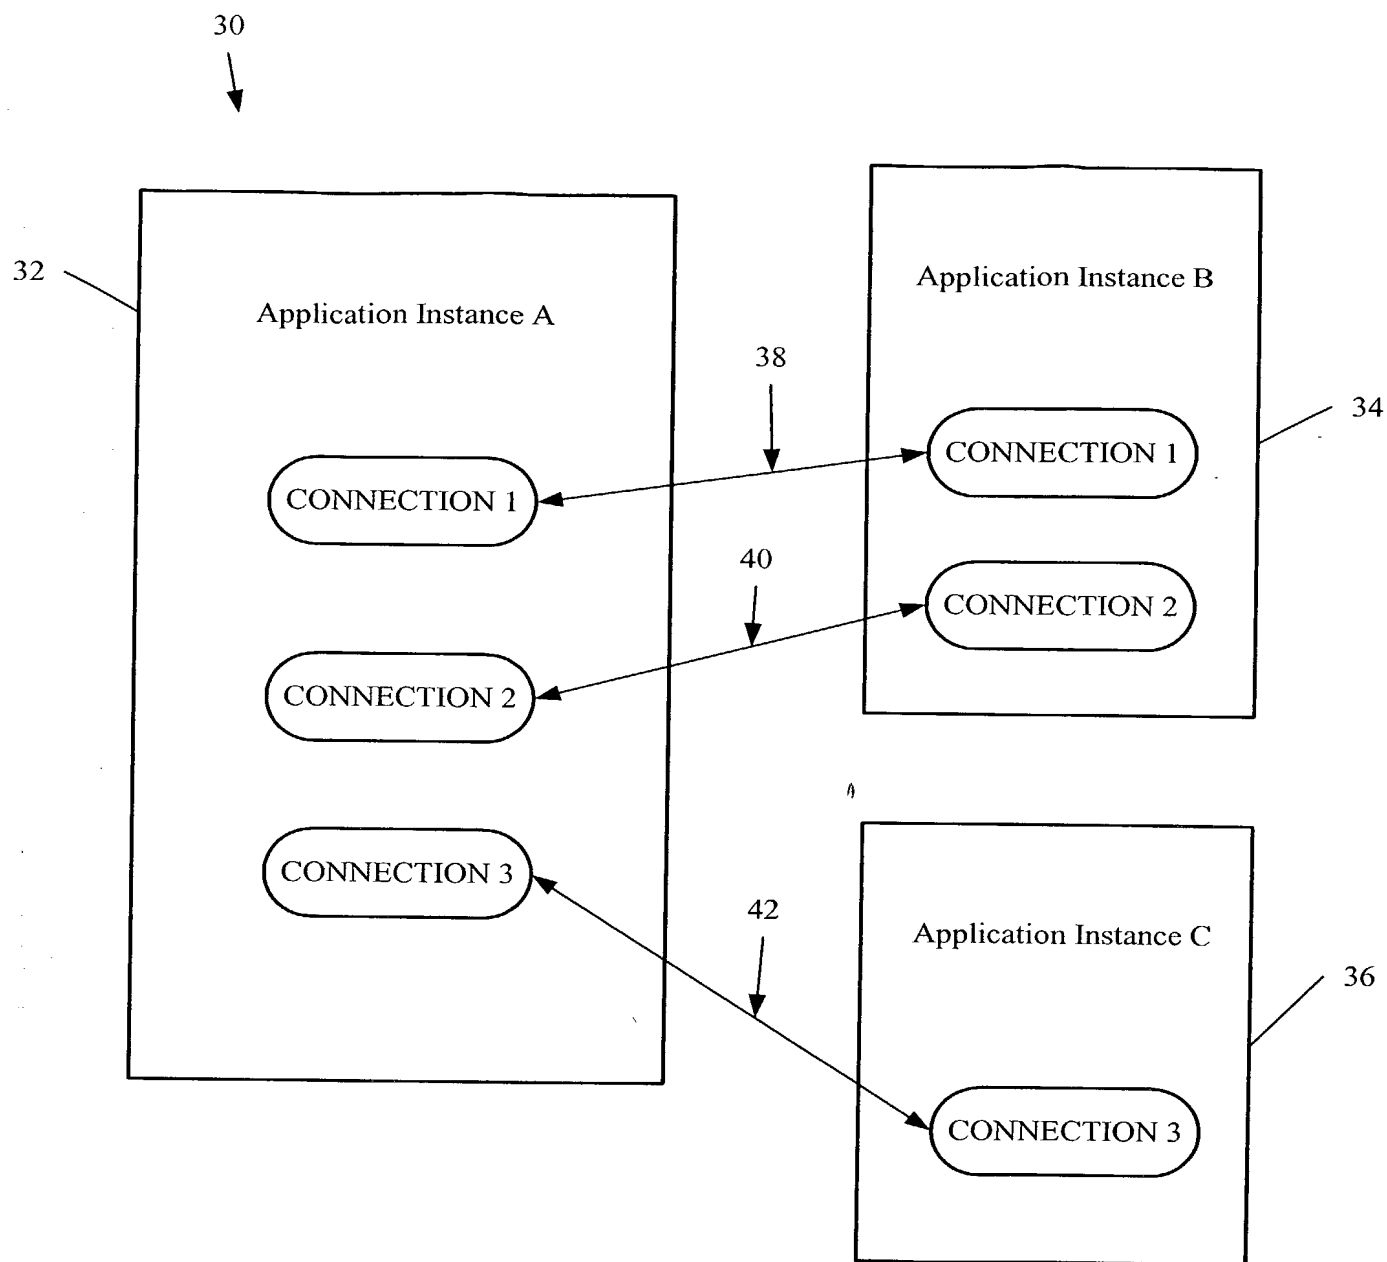 30
32
Application Instance A
CONNECTION 1
CONNECTION 2
CONNECTION 3
38
40
42
Application Instance B
CONNECTION 1
CONNECTION 2
34
Application Instance C
CONNECTION 3
36